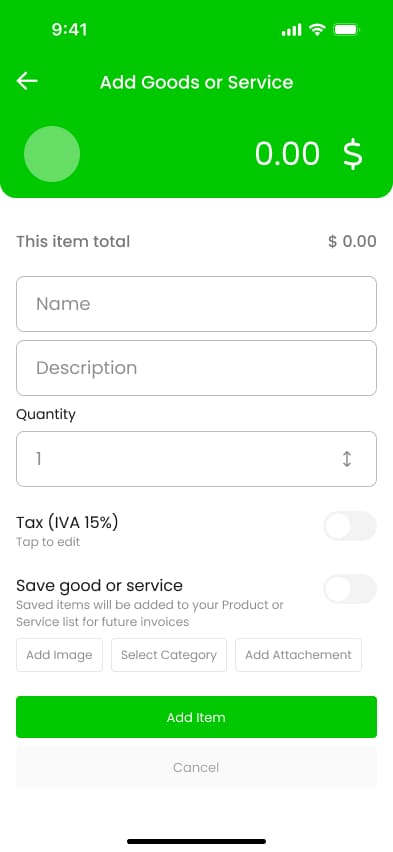 9:41
Add Goods or Service
0.00 $
This item total $ 0.00
Name
Description
Quantity
1
Tax (IVA 15%)
Tap to edit
Save good or service
Saved items will be added to your Product or
Service list for future invoices
Add Image Select Category Add Attachement
Add Item
Cancel